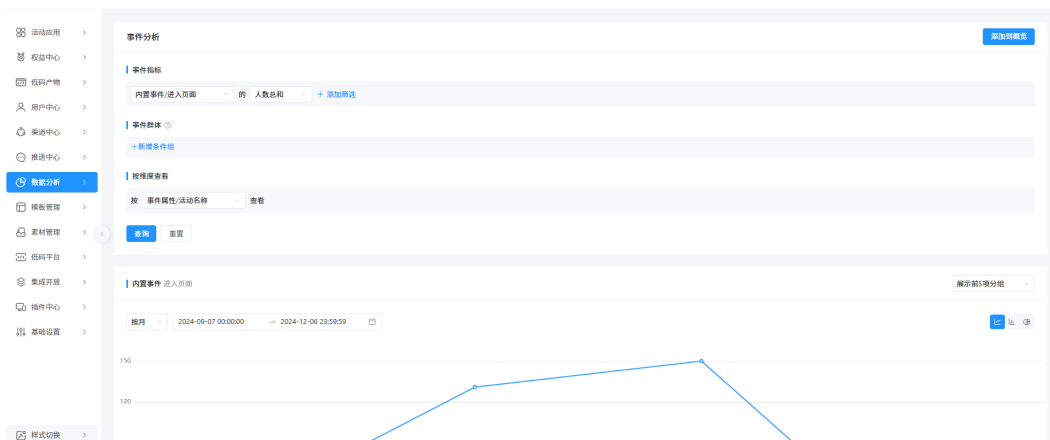 活动应用
权益中心
低码产物
用户中心
渠道中心
推送中心
数据分析
模板管理
素材管理
低码平台
集成开放
插件中心
基础设置
样式切换
事件分析
添加到概览
事件指标
内置事件/进入页面 的 人数总和 + 添加筛选
事件群体
+新增条件组
按维度查看
按 事件属性/活动名称 查看
查询 重置
内置事件 进入页面
展示前5项分组
按月 2024-09-07 00:00:00 → 2024-12-06 23:59:59
150
120